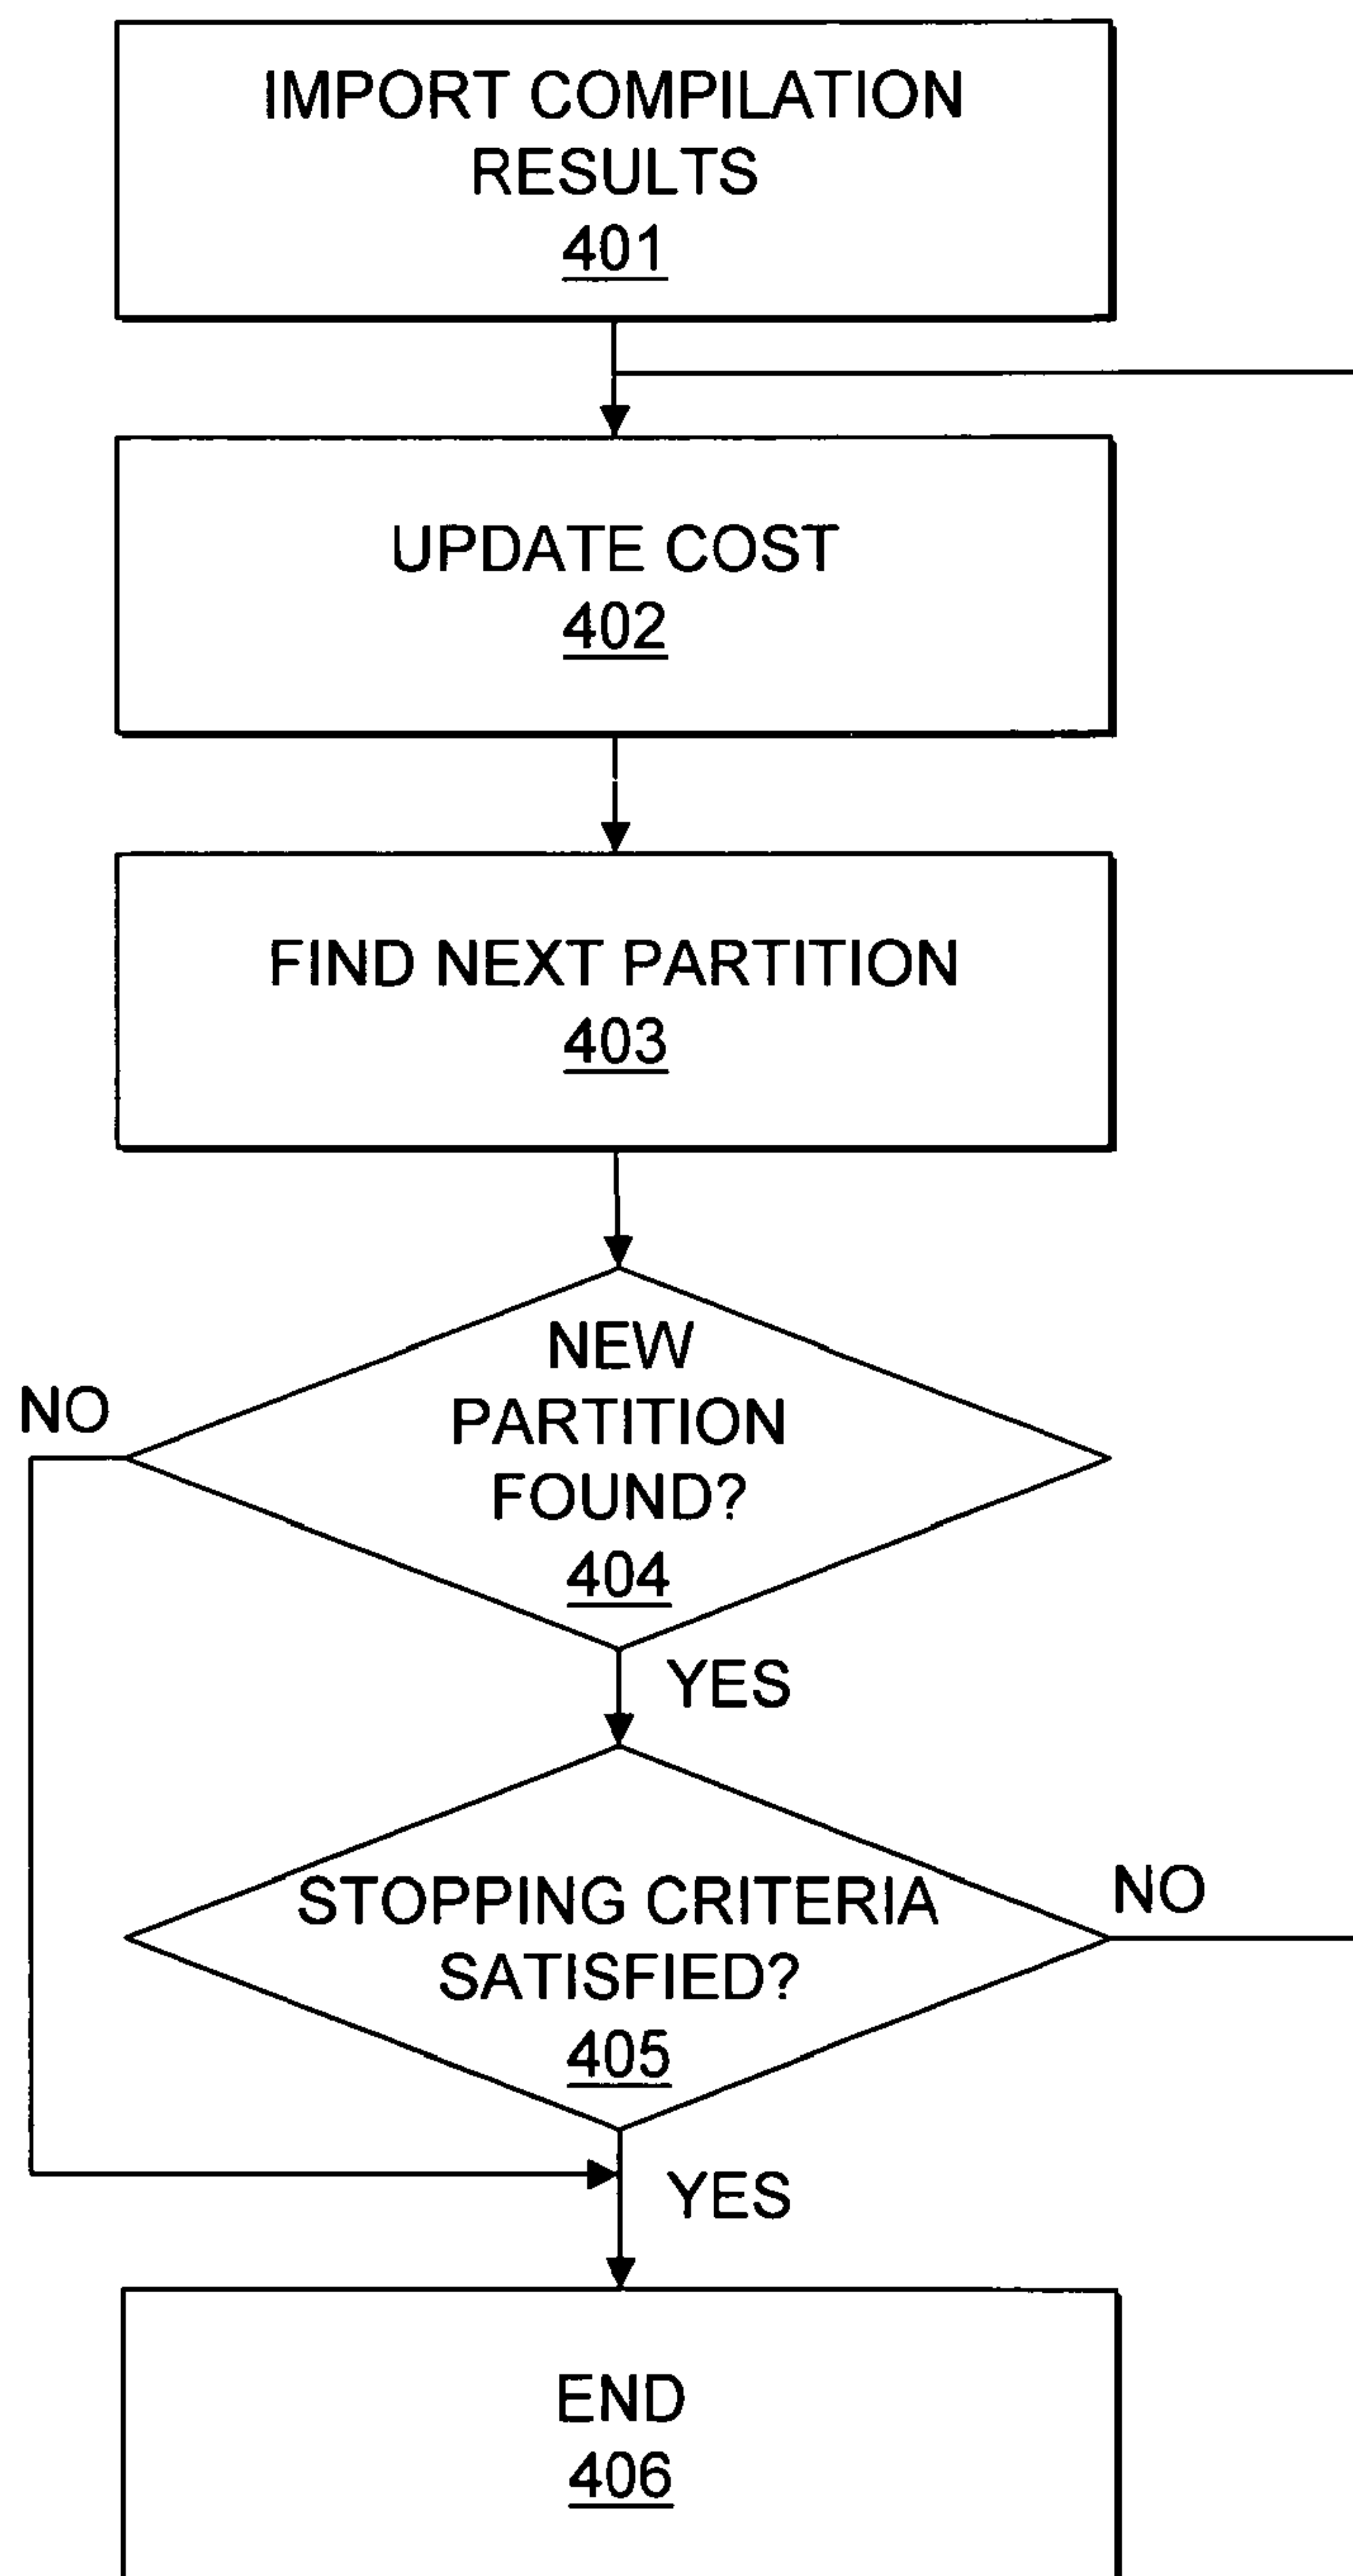 IMPORT COMPILATION
RESULTS
401
UPDATE COST
402
FIND NEXT PARTITION
403
NEW
PARTITION
FOUND?
404
NO
YES
STOPPING CRITERIA
SATISFIED?
405
NO
YES
END
406